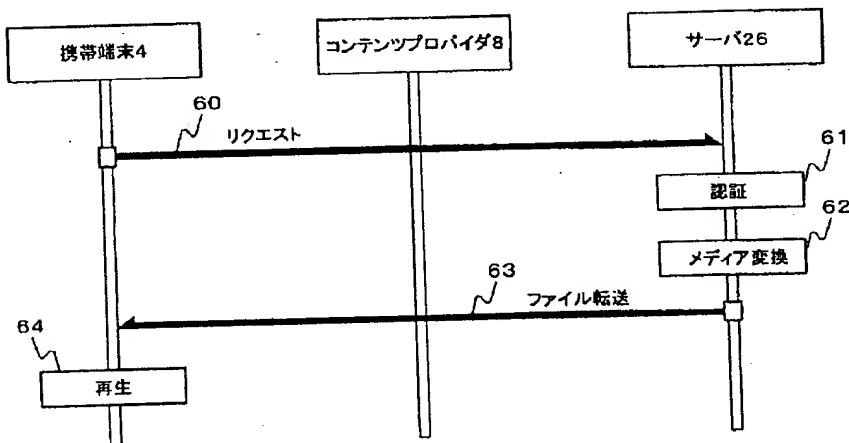 携帯端末4
コンテンツプロバイダ8
サーバ26
60
リクエスト
61
認証
62
メディア変換
63
ファイル転送
64
再生